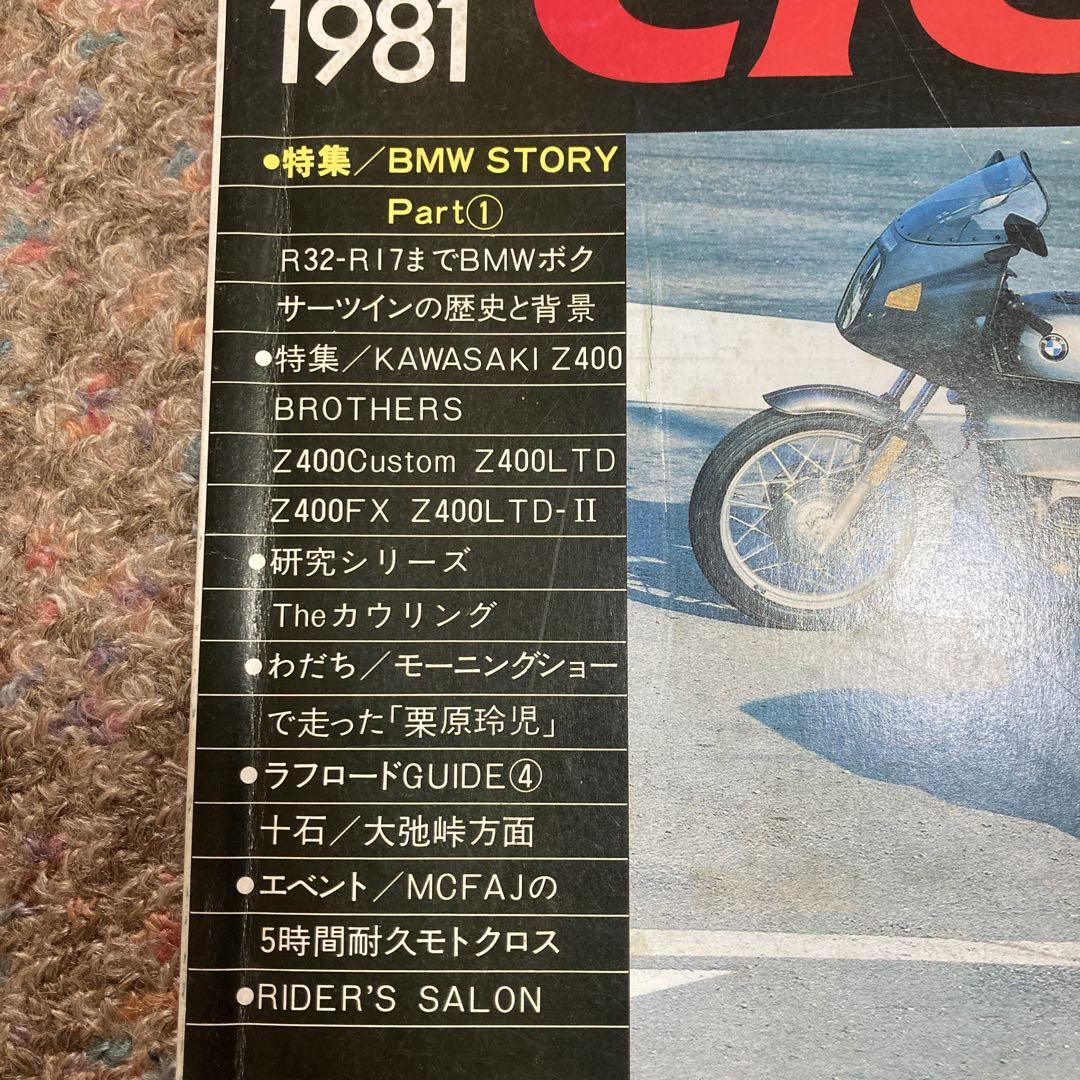 1981
●特集／BMW STORY
Part①
R32-R17までBMWボク
サーツインの歴史と背景
●特集／KAWASAKI Z400
BROTHERS
Z400Custom Z400LTD
Z400FX Z400LTD-II
●研究シリーズ
Theカウリング
●わだち／モーニングショー
で走った「栗原玲児」
●ラフロードGUIDE④
十石／大弛峠方面
●エベント／MCFAJの
5時間耐久モトクロス
●RIDER'S SALON